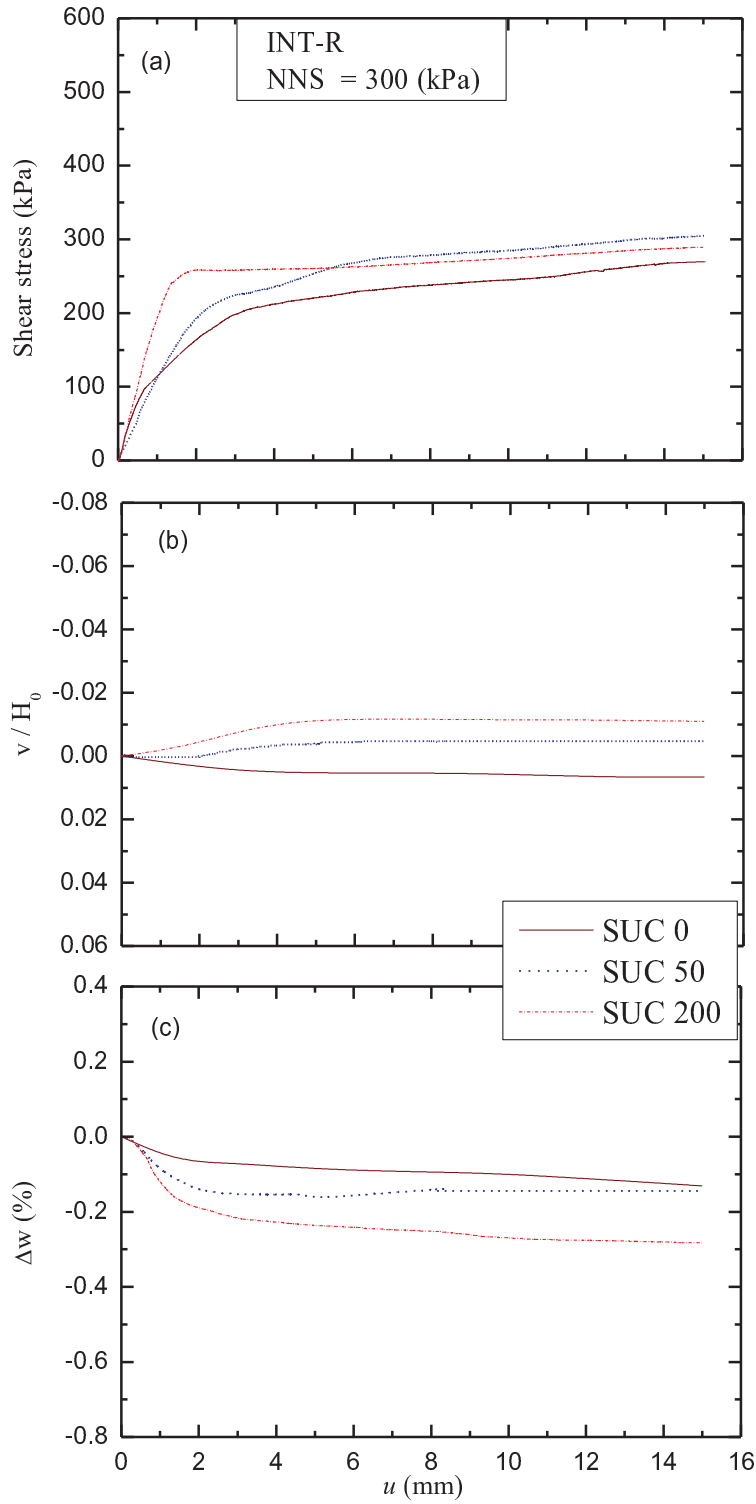 600
500
400
300
200
100
0
Shear stress (kPa)
(a)
INT-R
NNS = 300 (kPa)
-0.08
-0.06
-0.04
-0.02
0.00
0.02
0.04
0.06
v / H0
(b)
SUC 0
SUC 50
SUC 200
0.4
0.2
0.0
-0.2
-0.4
-0.6
-0.8
Δw (%)
(c)
0 2 4 6 8 10 12 14 16
u (mm)